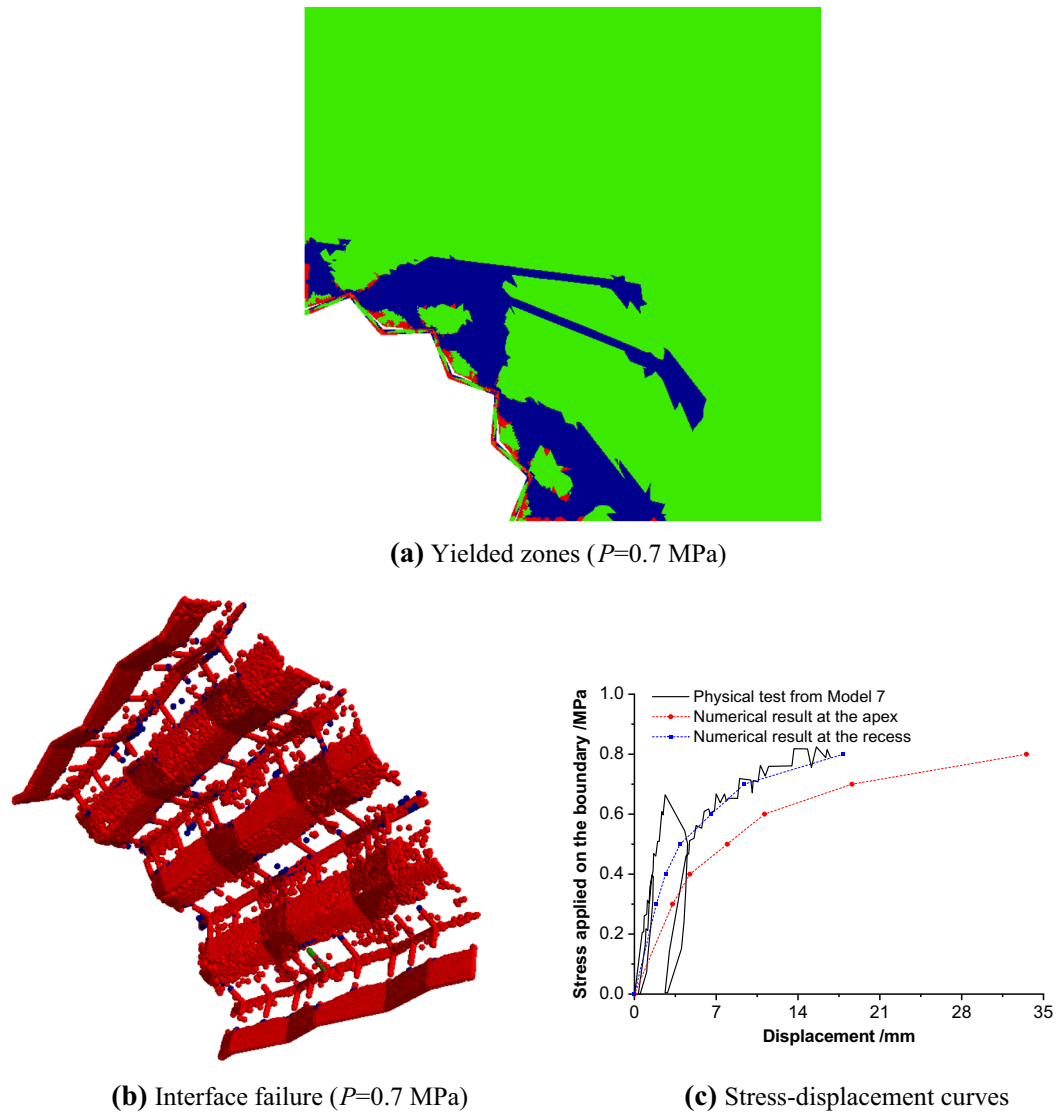 (a) Yielded zones (P=0.7 MPa)
Physical test from Model 7
Numerical result at the apex
Numerical result at the recess
Stress applied on the boundary /MPa
1.0
0.8
0.6
0.4
0.2
0.0
0 7 14 21 28 35
Displacement /mm
(b) Interface failure (P=0.7 MPa)
(c) Stress-displacement curves